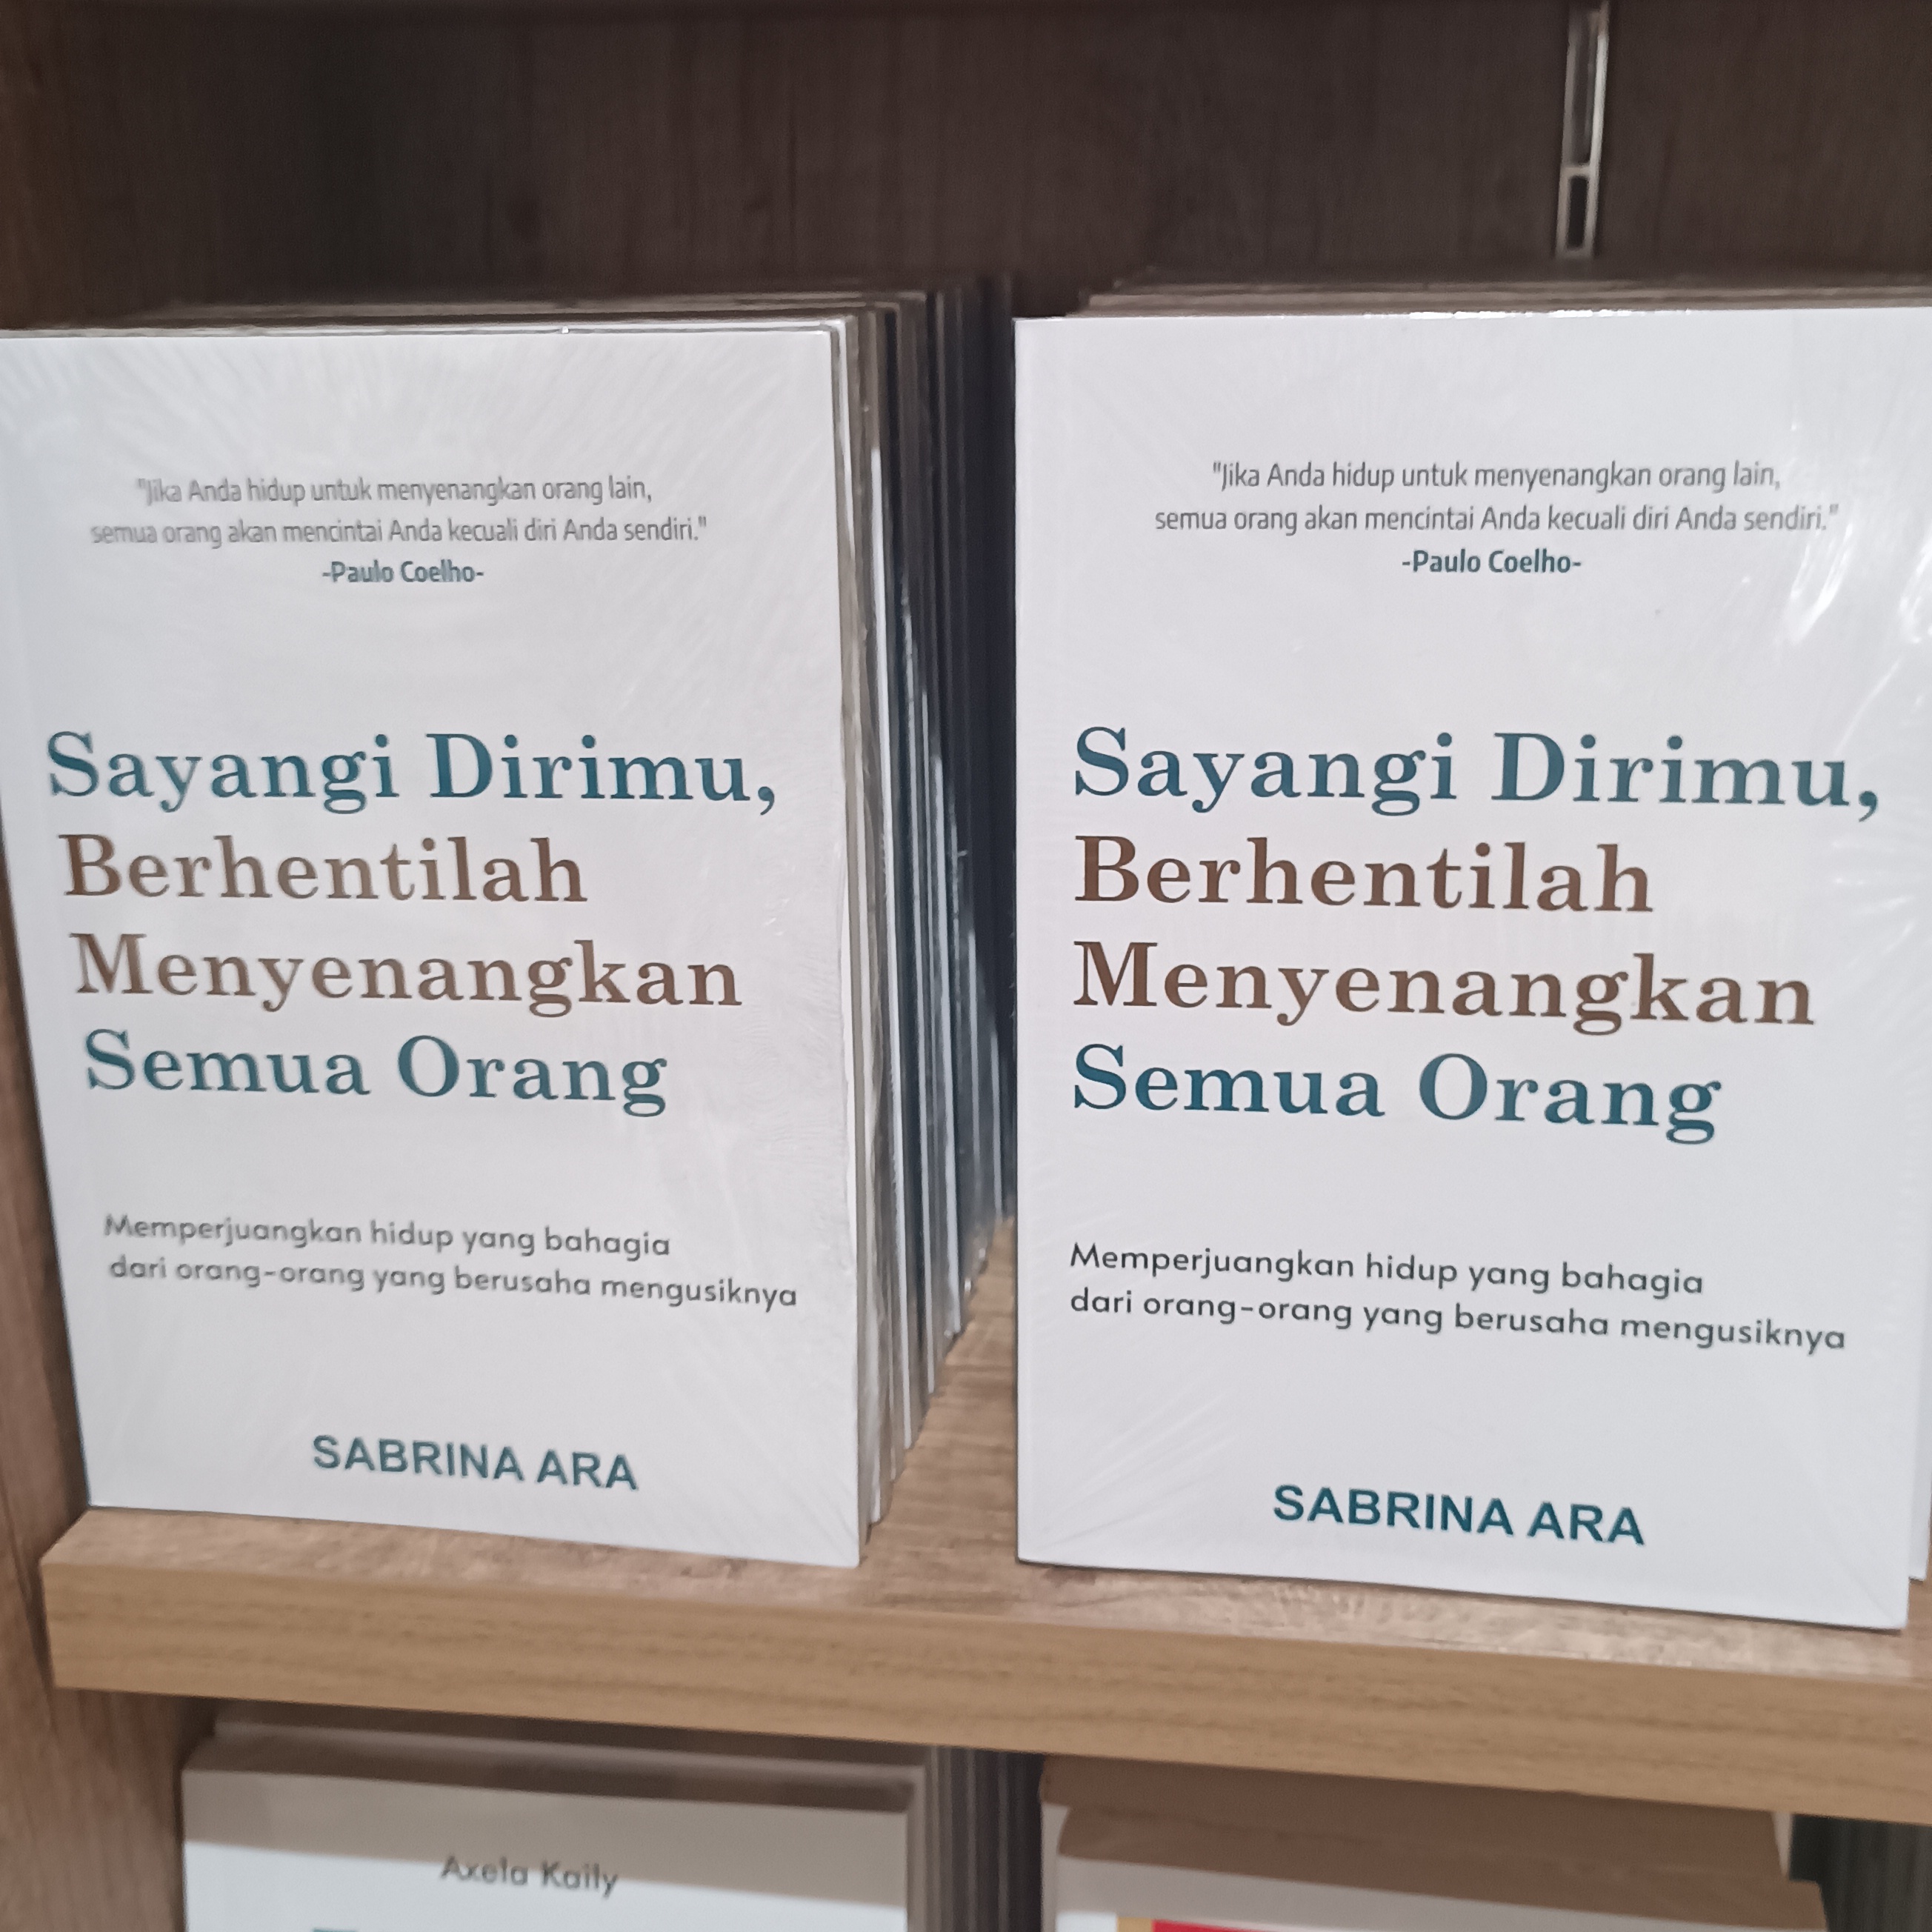 "Jika Anda hidup untuk menyenangkan orang lain,
semua orang akan mencintai Anda kecuali diri Anda sendiri."
-Paulo Coelho-
Sayangi Dirimu,
Berhentilah
Menyenangkan
Semua Orang
Memperjuangkan hidup yang bahagia
dari orang-orang yang berusaha mengusiknya
SABRINA ARA
"Jika Anda hidup untuk menyenangkan orang lain,
semua orang akan mencintai Anda kecuali diri Anda sendiri."
-Paulo Coelho-
Sayangi Dirimu,
Berhentilah
Menyenangkan
Semua Orang
Memperjuangkan hidup yang bahagia
dari orang-orang yang berusaha mengusiknya
SABRINA ARA
Axela Kaily